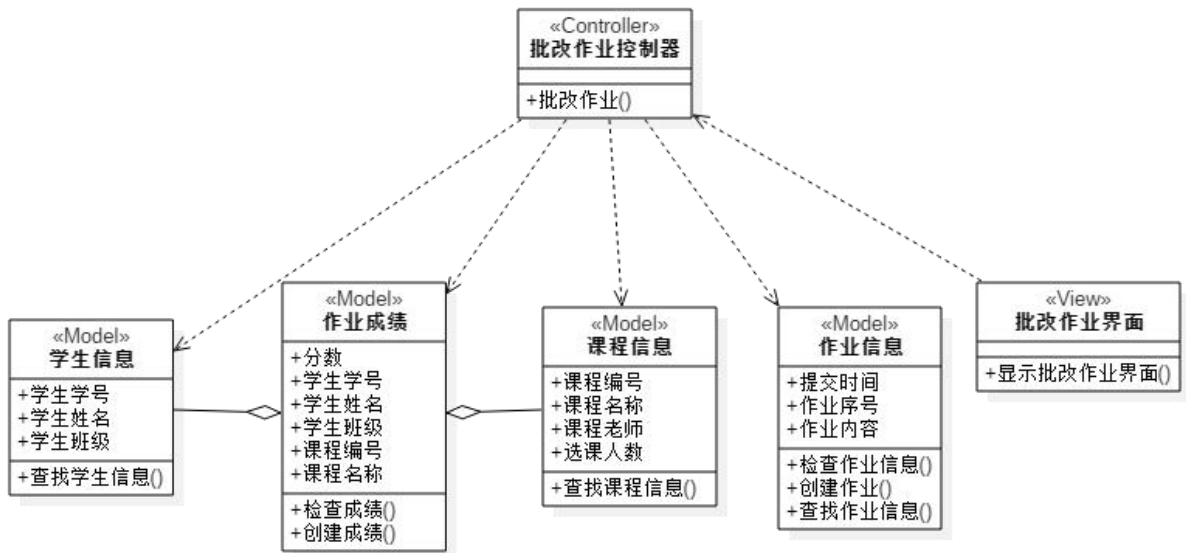 «Controller»
批改作业控制器
+批改作业()
«Model»
学生信息
+学生学号
+学生姓名
+学生班级
+查找学生信息()
«Model»
作业成绩
+分数
+学生学号
+学生姓名
+学生班级
+课程编号
+课程名称
+检查成绩()
+创建成绩()
«Model»
课程信息
+课程编号
+课程名称
+课程老师
+选课人数
+查找课程信息()
«Model»
作业信息
+提交时间
+作业序号
+作业内容
+检查作业信息()
+创建作业()
+查找作业信息()
«View»
批改作业界面
+显示批改作业界面()